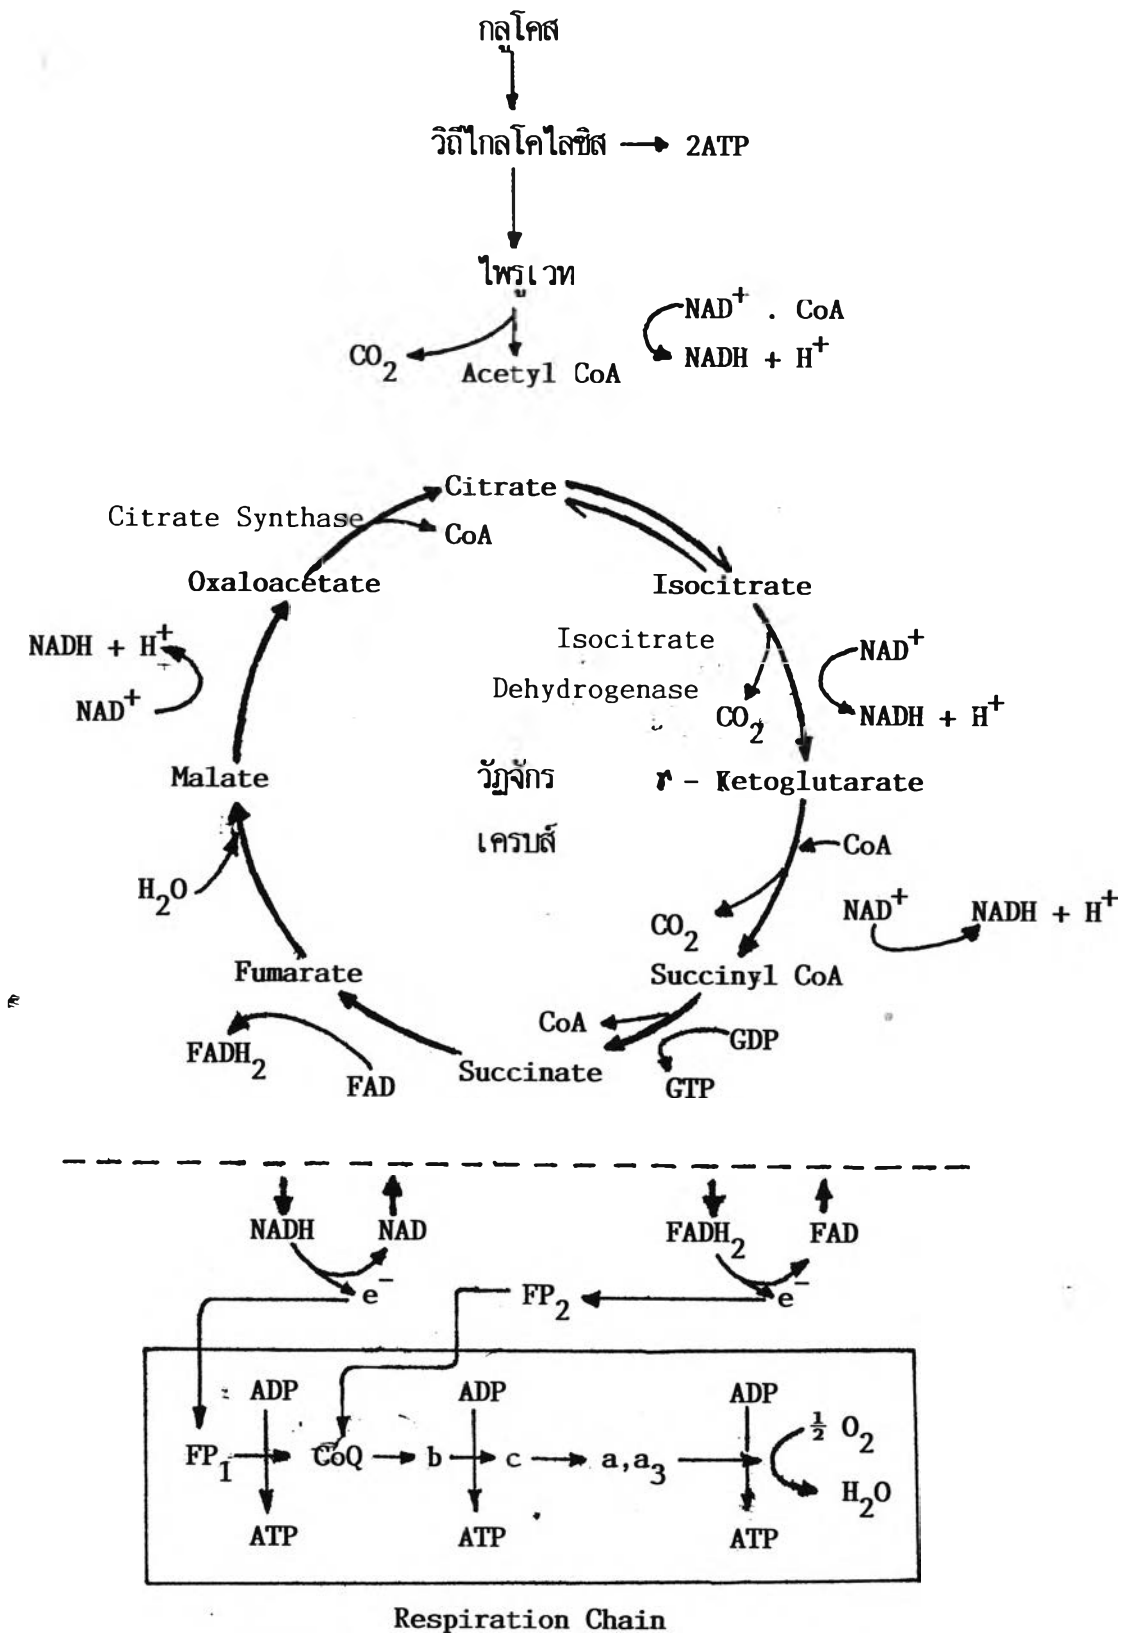 กลูโคส
วิถีไกลโคไลซิส 2ATP
ไพรูเวท
NAD⁺ . CoA
CO₂ Acetyl CoA NADH + H⁺
Citrate
Citrate Synthase CoA
Oxaloacetate Isocitrate
NADH + H⁺ Isocitrate NAD⁺
NAD⁺ Dehydrogenase CO₂ NADH + H⁺
Malate วัฏจักร r - Ketoglutarate
เครบส์ CoA
H₂O
CO₂ NAD⁺ NADH + H⁺
Fumarate Succinyl CoA
CoA GDP
FADH₂ FAD Succinate GTP
NADH NAD FADH₂ FAD
e⁻ FP₂ e⁻
ADP ADP ADP
½ O₂
FP₁ CoQ b c a,a₃
H₂O
ATP ATP ATP
Respiration Chain